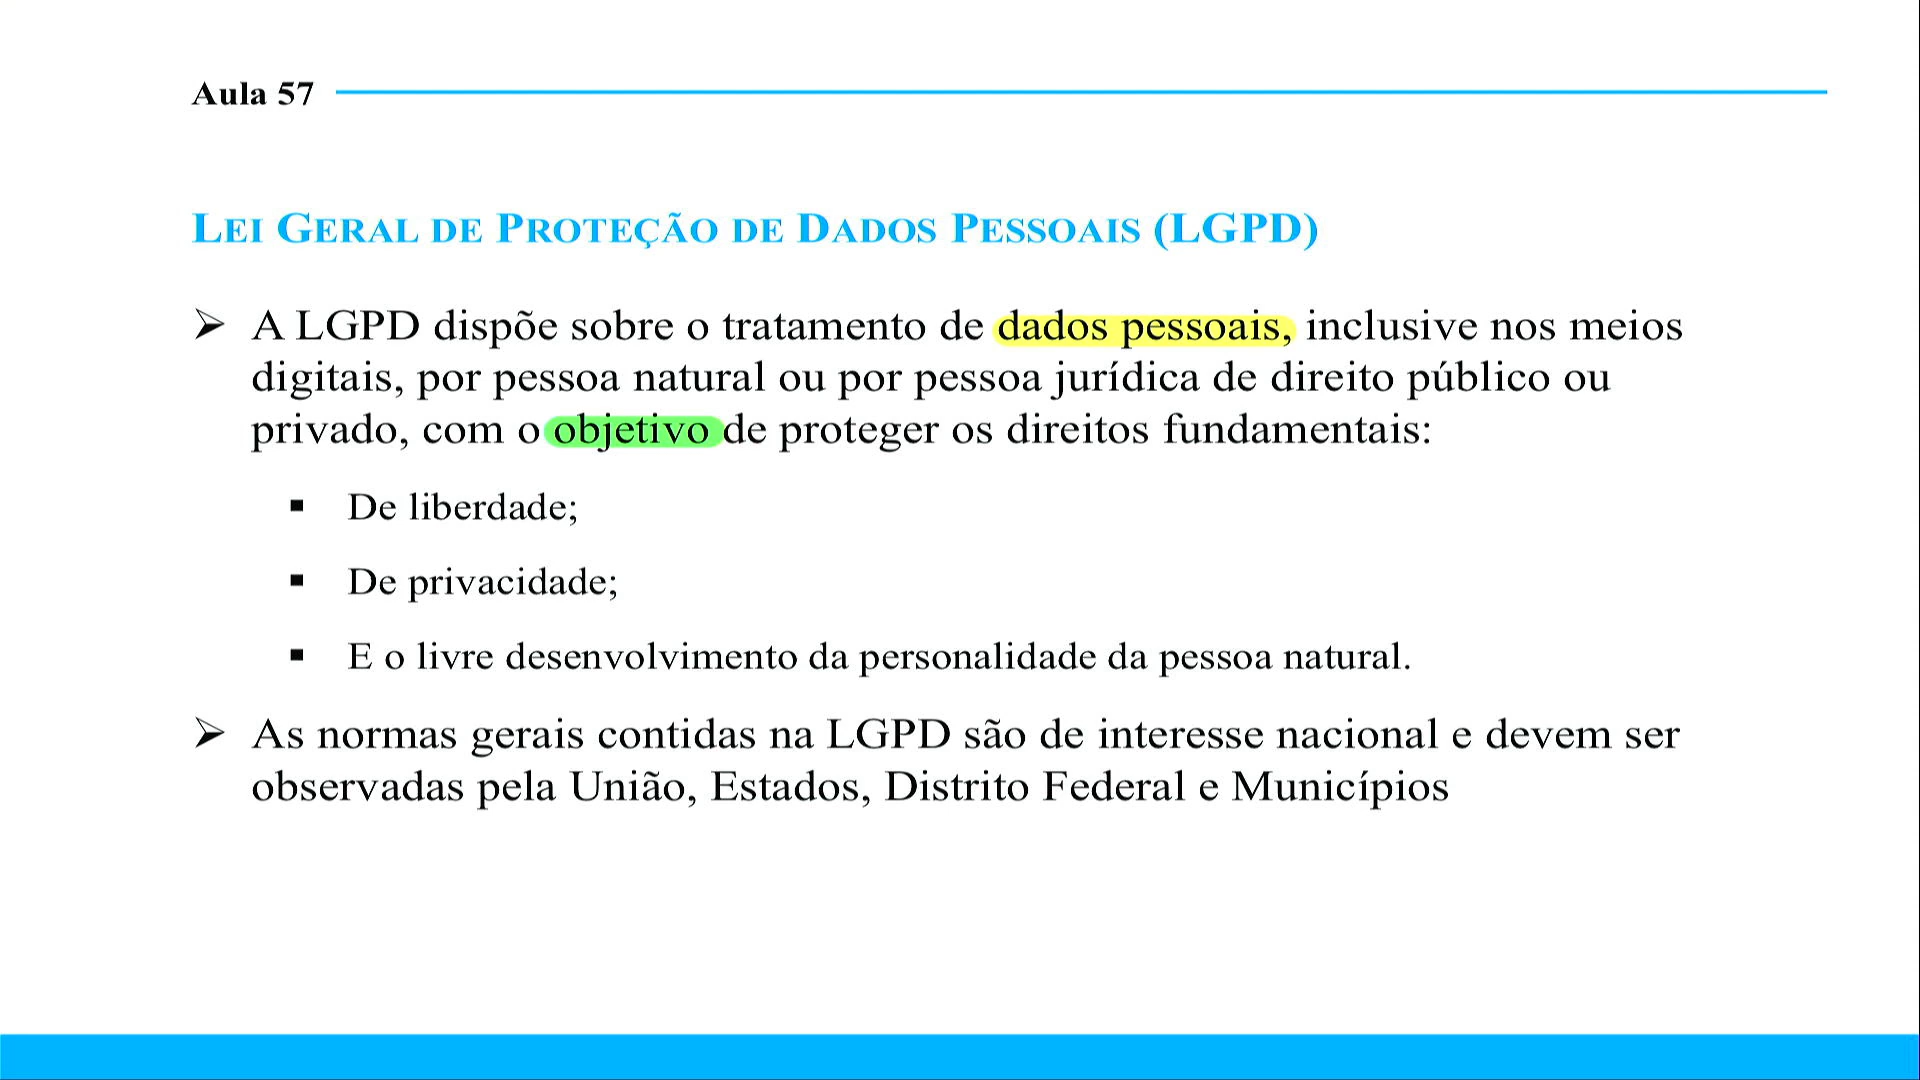 Aula 57
LEI GERAL DE PROTEÇÃO DE DADOS PESSOAIS (LGPD)
➢ A LGPD dispõe sobre o tratamento de dados pessoais, inclusive nos meios
digitais, por pessoa natural ou por pessoa jurídica de direito público ou
privado, com o objetivo de proteger os direitos fundamentais:
▪ De liberdade;
▪ De privacidade;
▪ E o livre desenvolvimento da personalidade da pessoa natural.
➢ As normas gerais contidas na LGPD são de interesse nacional e devem ser
observadas pela União, Estados, Distrito Federal e Municípios